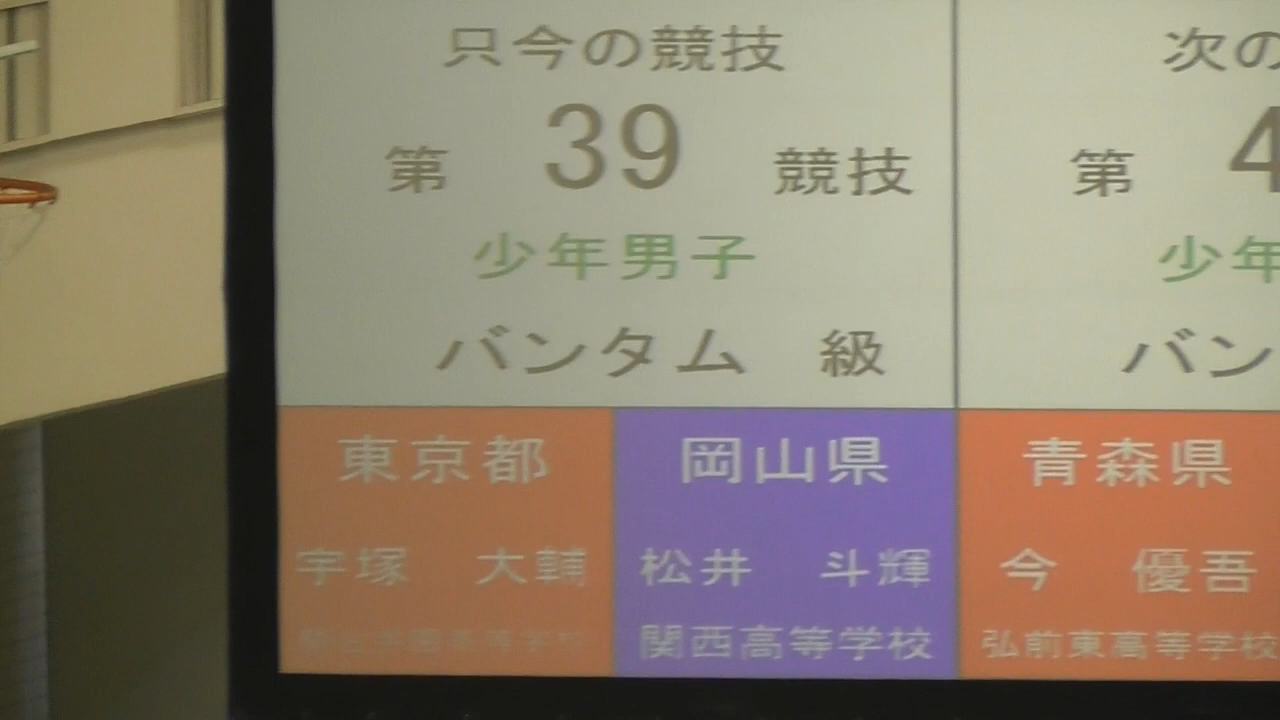 只今の競技
第 39 競技
少年男子
バンタム 級
東京都
宇塚 大輔
岡山県
松井 斗輝
関西高等学校
次の
第 4
少年
バン
青森県
今 優吾
弘前東高等学校